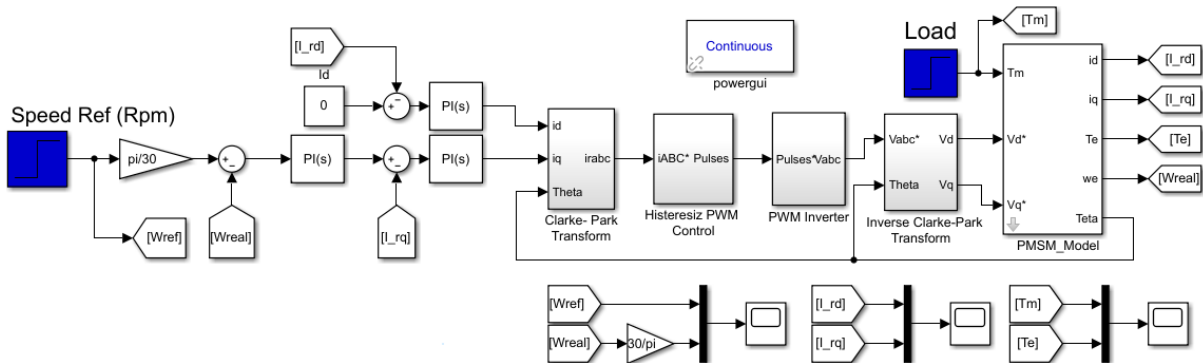 [Tm]
Load
[I_rd]
Id
Continuous
powergui
Tm
id
[I_rd]
iq
[I_rq]
Te
[Te]
we
[Wreal]
Teta
Vd*
Vq*
PMSM_Model
Speed Ref (Rpm)
pi/30
+
-
PI(s)
0
+
-
PI(s)
+
-
PI(s)
[Wref]
[Wreal]
[I_rq]
id
iq
irabc
Theta
Clarke- Park
Transform
iABC* Pulses
Histeresiz PWM
Control
Pulses*Vabc
PWM Inverter
Vabc*
Vd
Theta
Vq
Inverse Clarke-Park
Transform
[Wref]
[Wreal]
30/pi
[I_rd]
[I_rq]
[Tm]
[Te]